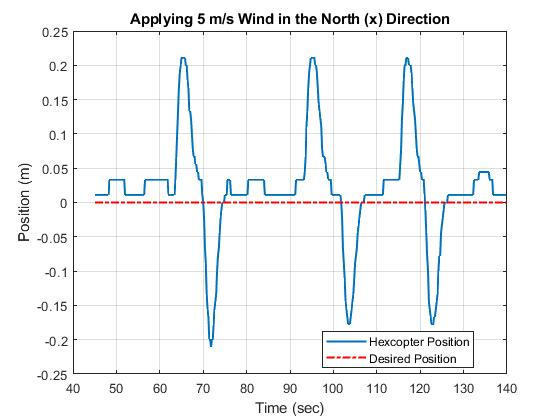 Applying 5 m/s Wind in the North (x) Direction
0.25
0.2
0.15
0.1
0.05
0
-0.05
-0.1
-0.15
-0.2
-0.25
Position (m)
Hexcopter Position
Desired Position
40 50 60 70 80 90 100 110 120 130 140
Time (sec)